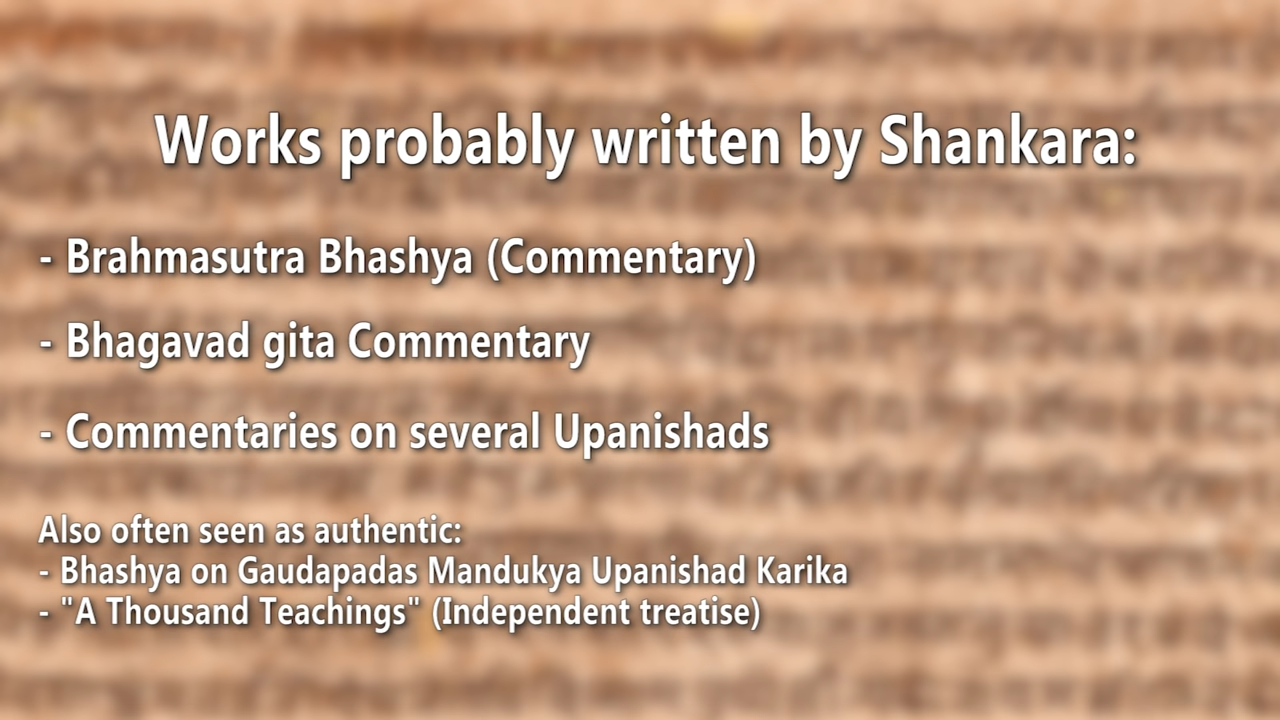 Works probably written by Shankara:
- Brahmasutra Bhashya (Commentary)
- Bhagavad gita Commentary
- Commentaries on several Upanishads
Also often seen as authentic:
- Bhashya on Gaudapadas Mandukya Upanishad Karika
- "A Thousand Teachings" (Independent treatise)